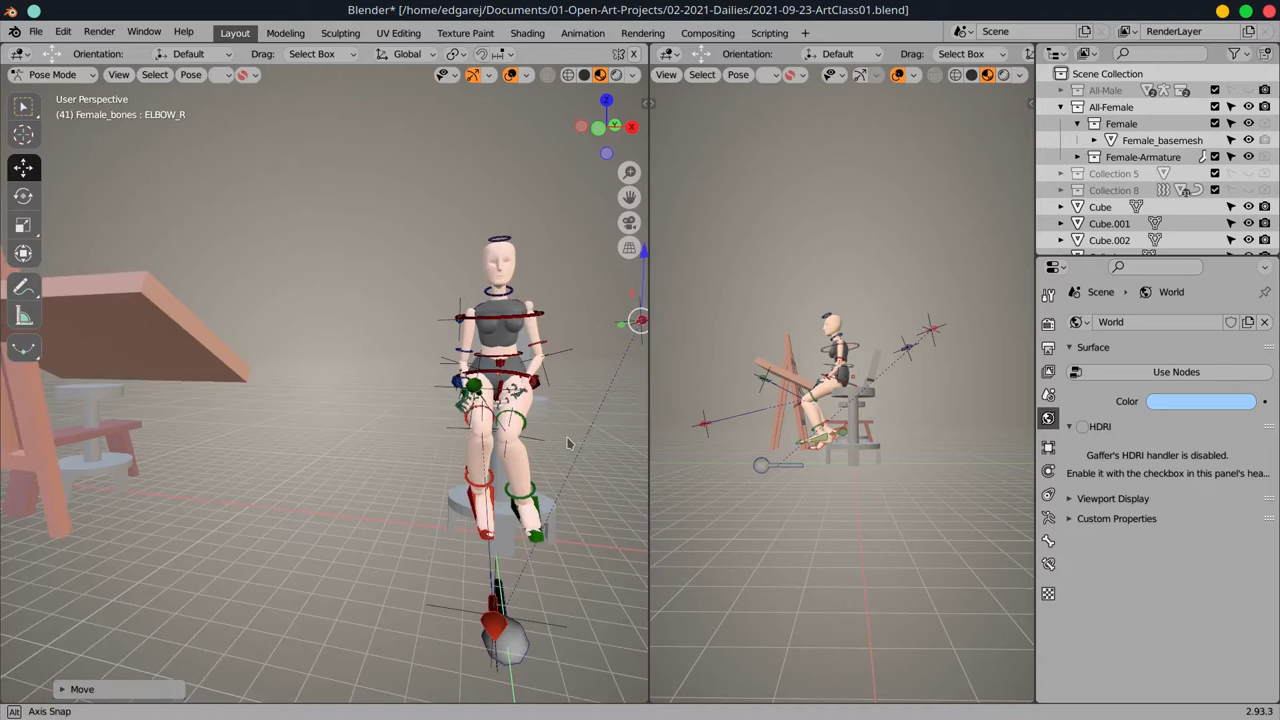 Blender* [/home/edgarej/Documents/01-Open-Art-Projects/02-2021-Dailies/2021-09-23-ArtClass01.blend]
File Edit Render Window Help Layout Modeling Sculpting UV Editing Texture Paint Shading Animation Rendering Compositing Scripting + Scene RenderLayer
Orientation: Default Drag: Select Box Global X Orientation: Default Drag: Select Box
Pose Mode View Select Pose View Select Pose
Scene Collection
All-Male
All-Female
Female
Female_basemesh
Female-Armature
Collection 5
Collection 8
Cube
Cube.001
Cube.002
User Perspective
(41) Female_bones : ELBOW_R
Z
Y
X
Scene World
World
Surface
Use Nodes
Color
HDRI
Gaffer's HDRI handler is disabled.
Enable it with the checkbox in this panel's hea...
Viewport Display
Custom Properties
Move
Alt Axis Snap 2.93.3